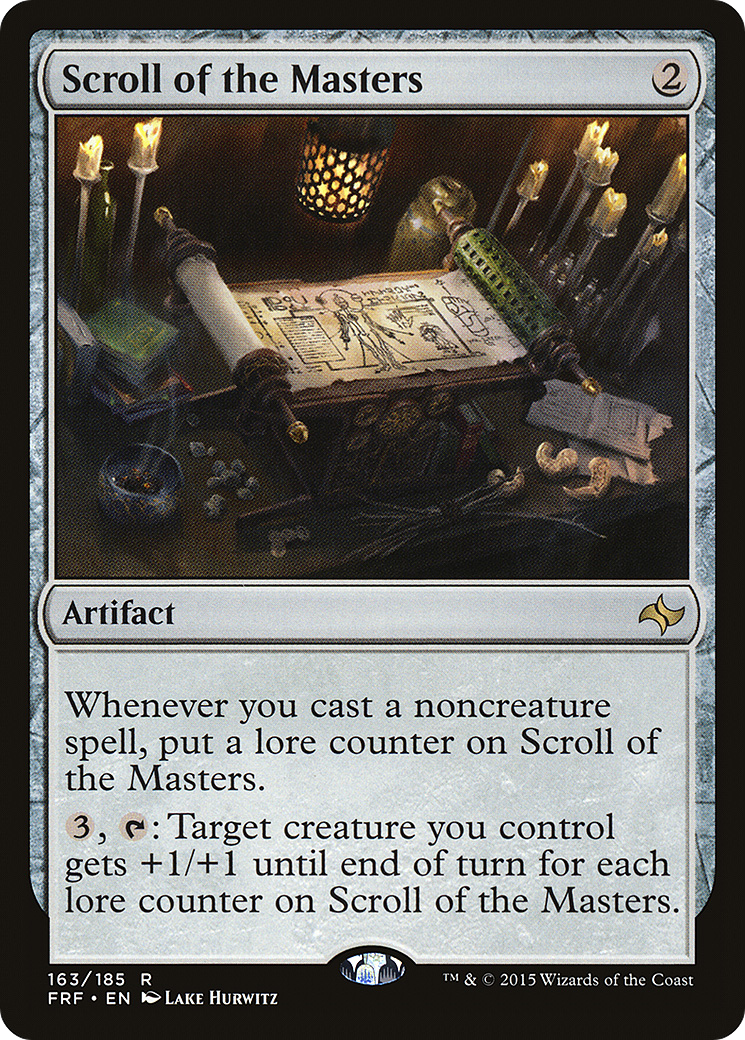 Scroll of the Masters 2
Artifact
Whenever you cast a noncreature
spell, put a lore counter on Scroll of
the Masters.
3, : Target creature you control
gets +1/+1 until end of turn for each
lore counter on Scroll of the Masters.
163/185 R
FRF • EN Lake Hurwitz
™ & © 2015 Wizards of the Coast